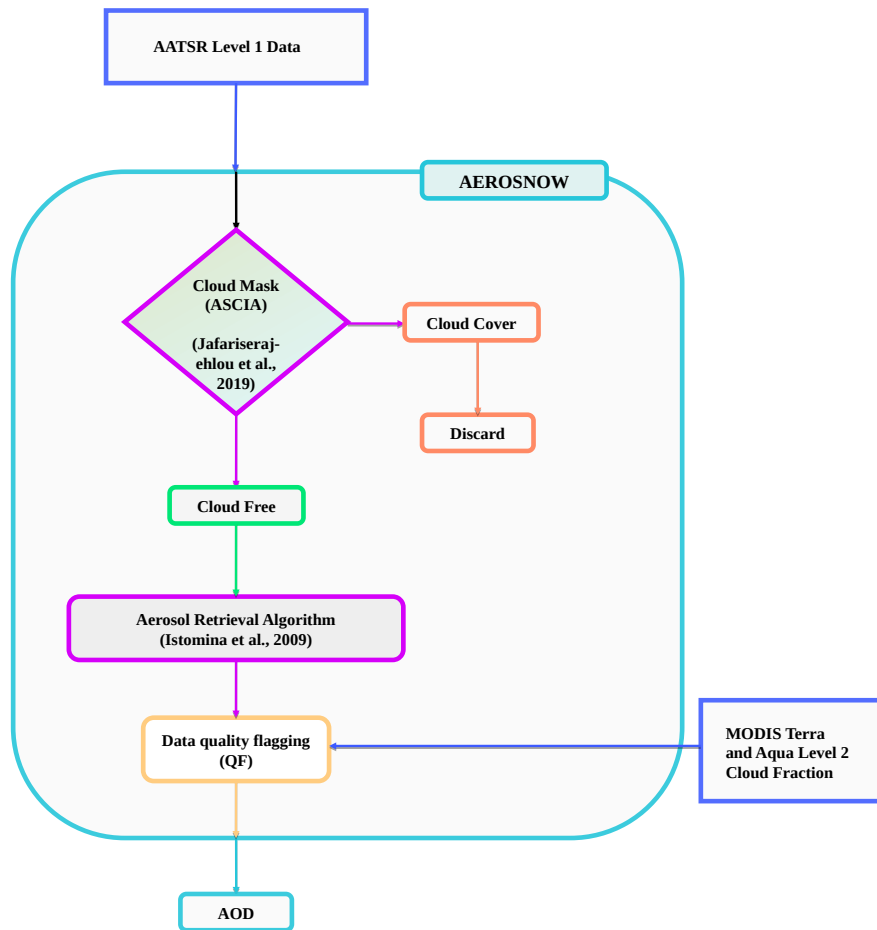 AATSR Level 1 Data
AEROSNOW
Cloud Mask
(ASCIA)
(Jafariseraj-
ehlou et al.,
2019)
Cloud Cover
Discard
Cloud Free
Aerosol Retrieval Algorithm
(Istomina et al., 2009)
Data quality flagging
(QF)
MODIS Terra
and Aqua Level 2
Cloud Fraction
AOD